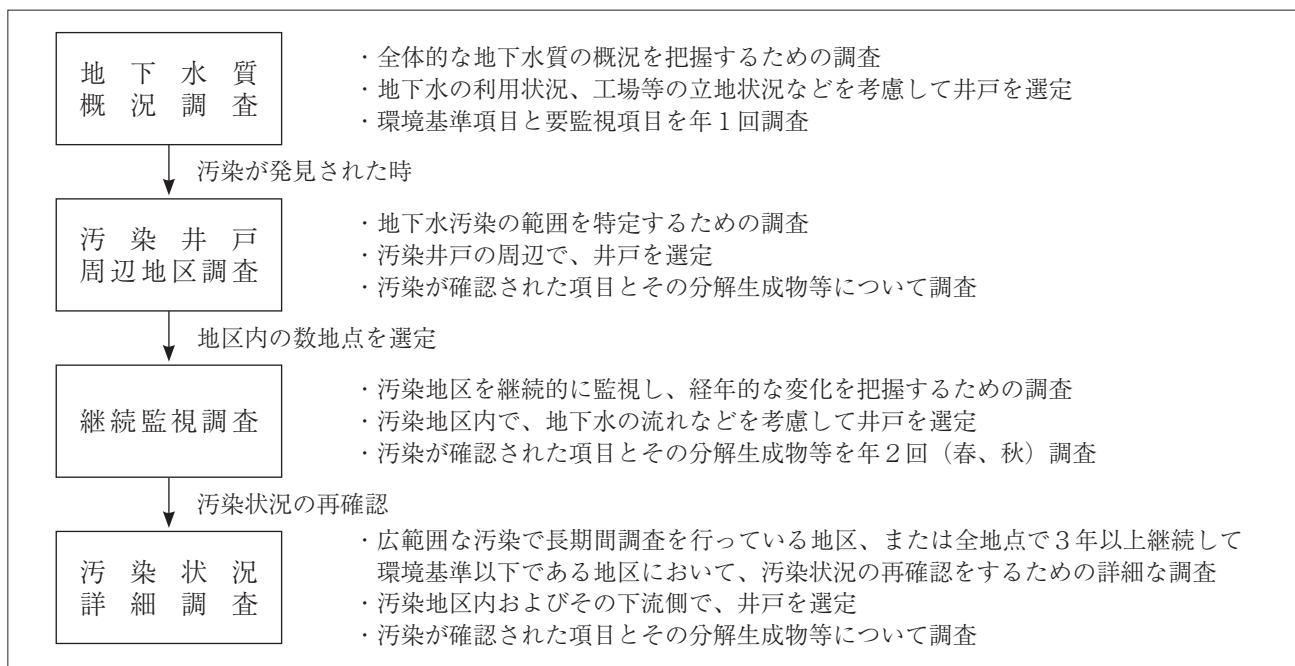 地下水質
概況調査
・全体的な地下水質の概況を把握するための調査
・地下水の利用状況、工場等の立地状況などを考慮して井戸を選定
・環境基準項目と要監視項目を年1回調査
汚染が発見された時
汚染井戸
周辺地区調査
・地下水汚染の範囲を特定するための調査
・汚染井戸の周辺で、井戸を選定
・汚染が確認された項目とその分解生成物等について調査
地区内の数地点を選定
継続監視調査
・汚染地区を継続的に監視し、経年的な変化を把握するための調査
・汚染地区内で、地下水の流れなどを考慮して井戸を選定
・汚染が確認された項目とその分解生成物等を年2回（春、秋）調査
汚染状況の再確認
汚染状況
詳細調査
・広範囲な汚染で長期間調査を行っている地区、または全地点で3年以上継続して
環境基準以下である地区において、汚染状況の再確認をするための詳細な調査
・汚染地区内およびその下流側で、井戸を選定
・汚染が確認された項目とその分解生成物等について調査